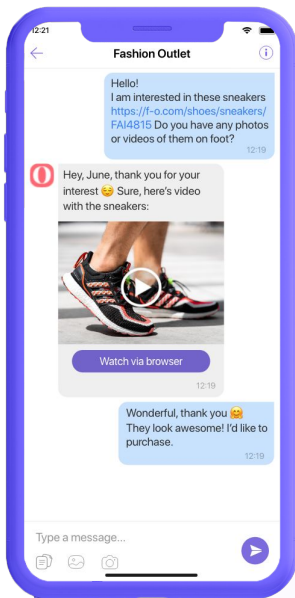 12:21
Fashion Outlet
Hello!
I am interested in these sneakers
https://f-o.com/shoes/sneakers/
FAI4815 Do you have any photos
or videos of them on foot?
12:19
Hey, June, thank you for your
interest 😊 Sure, here's video
with the sneakers:
Watch via browser
12:19
Wonderful, thank you 🤗
They look awesome! I'd like to
purchase.
12:19
Type a message...